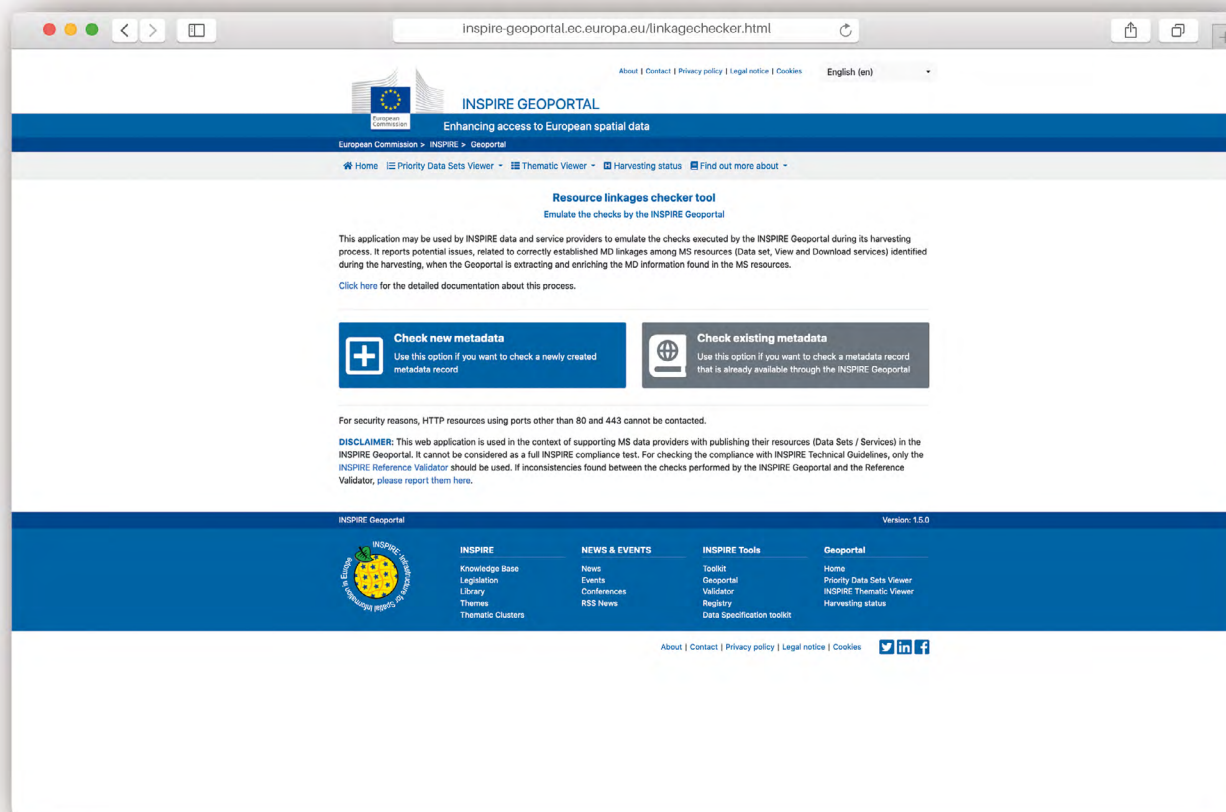 inspire-geoportal.ec.europa.eu/linkagechecker.html
About | Contact | Privacy policy | Legal notice | Cookies
English (en)
European
Commission
INSPIRE GEOPORTAL
Enhancing access to European spatial data
European Commission > INSPIRE > Geoportal
Home Priority Data Sets Viewer Thematic Viewer Harvesting status Find out more about
Resource linkages checker tool
Emulate the checks by the INSPIRE Geoportal
This application may be used by INSPIRE data and service providers to emulate the checks executed by the INSPIRE Geoportal during its harvesting
process. It reports potential issues, related to correctly established MD linkages among MS resources (Data set, View and Download services) identified
during the harvesting, when the Geoportal is extracting and enriching the MD information found in the MS resources.
Click here for the detailed documentation about this process.
Check new metadata
Use this option if you want to check a newly created
metadata record
Check existing metadata
Use this option if you want to check a metadata record
that is already available through the INSPIRE Geoportal
For security reasons, HTTP resources using ports other than 80 and 443 cannot be contacted.
DISCLAIMER: This web application is used in the context of supporting MS data providers with publishing their resources (Data Sets / Services) in the
INSPIRE Geoportal. It cannot be considered as a full INSPIRE compliance test. For checking the compliance with INSPIRE Technical Guidelines, only the
INSPIRE Reference Validator should be used. If inconsistencies found between the checks performed by the INSPIRE Geoportal and the Reference
Validator, please report them here.
INSPIRE Geoportal
Version: 1.5.0
INSPIRE - Infrastructure for Spatial Information in Europe
INSPIRE
Knowledge Base
Legislation
Library
Themes
Thematic Clusters
NEWS & EVENTS
News
Events
Conferences
RSS News
INSPIRE Tools
Toolkit
Geoportal
Validator
Registry
Data Specification toolkit
Geoportal
Home
Priority Data Sets Viewer
INSPIRE Thematic Viewer
Harvesting status
About | Contact | Privacy policy | Legal notice | Cookies